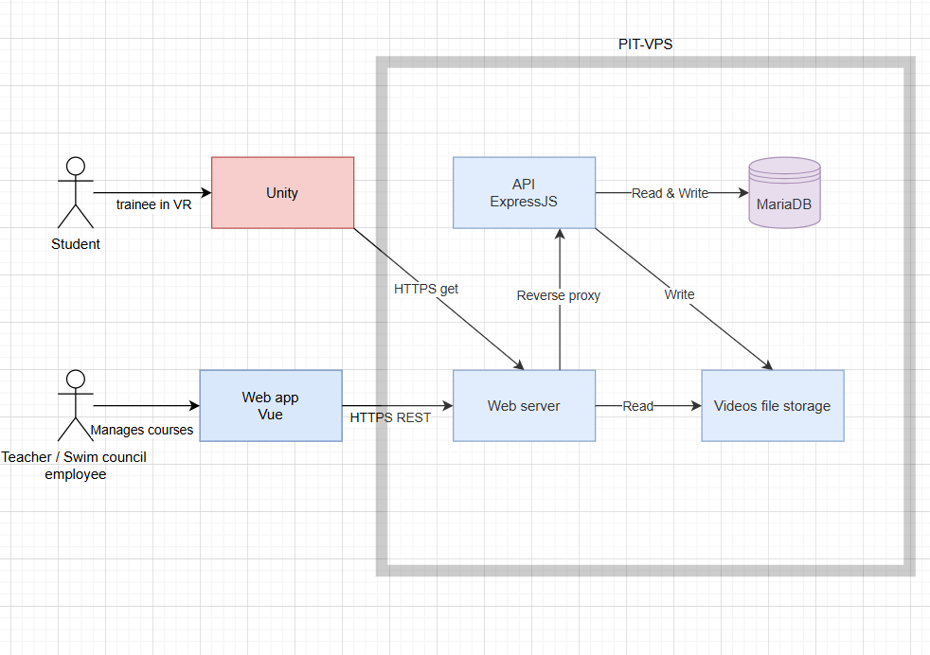 PIT-VPS
Unity
API
ExpressJS
Read & Write
MariaDB
trainee in VR
Student
HTTPS get
Reverse proxy
Write
Web app
Vue
Web server
Read
Videos file storage
HTTPS REST
Manages courses
Teacher / Swim council
employee